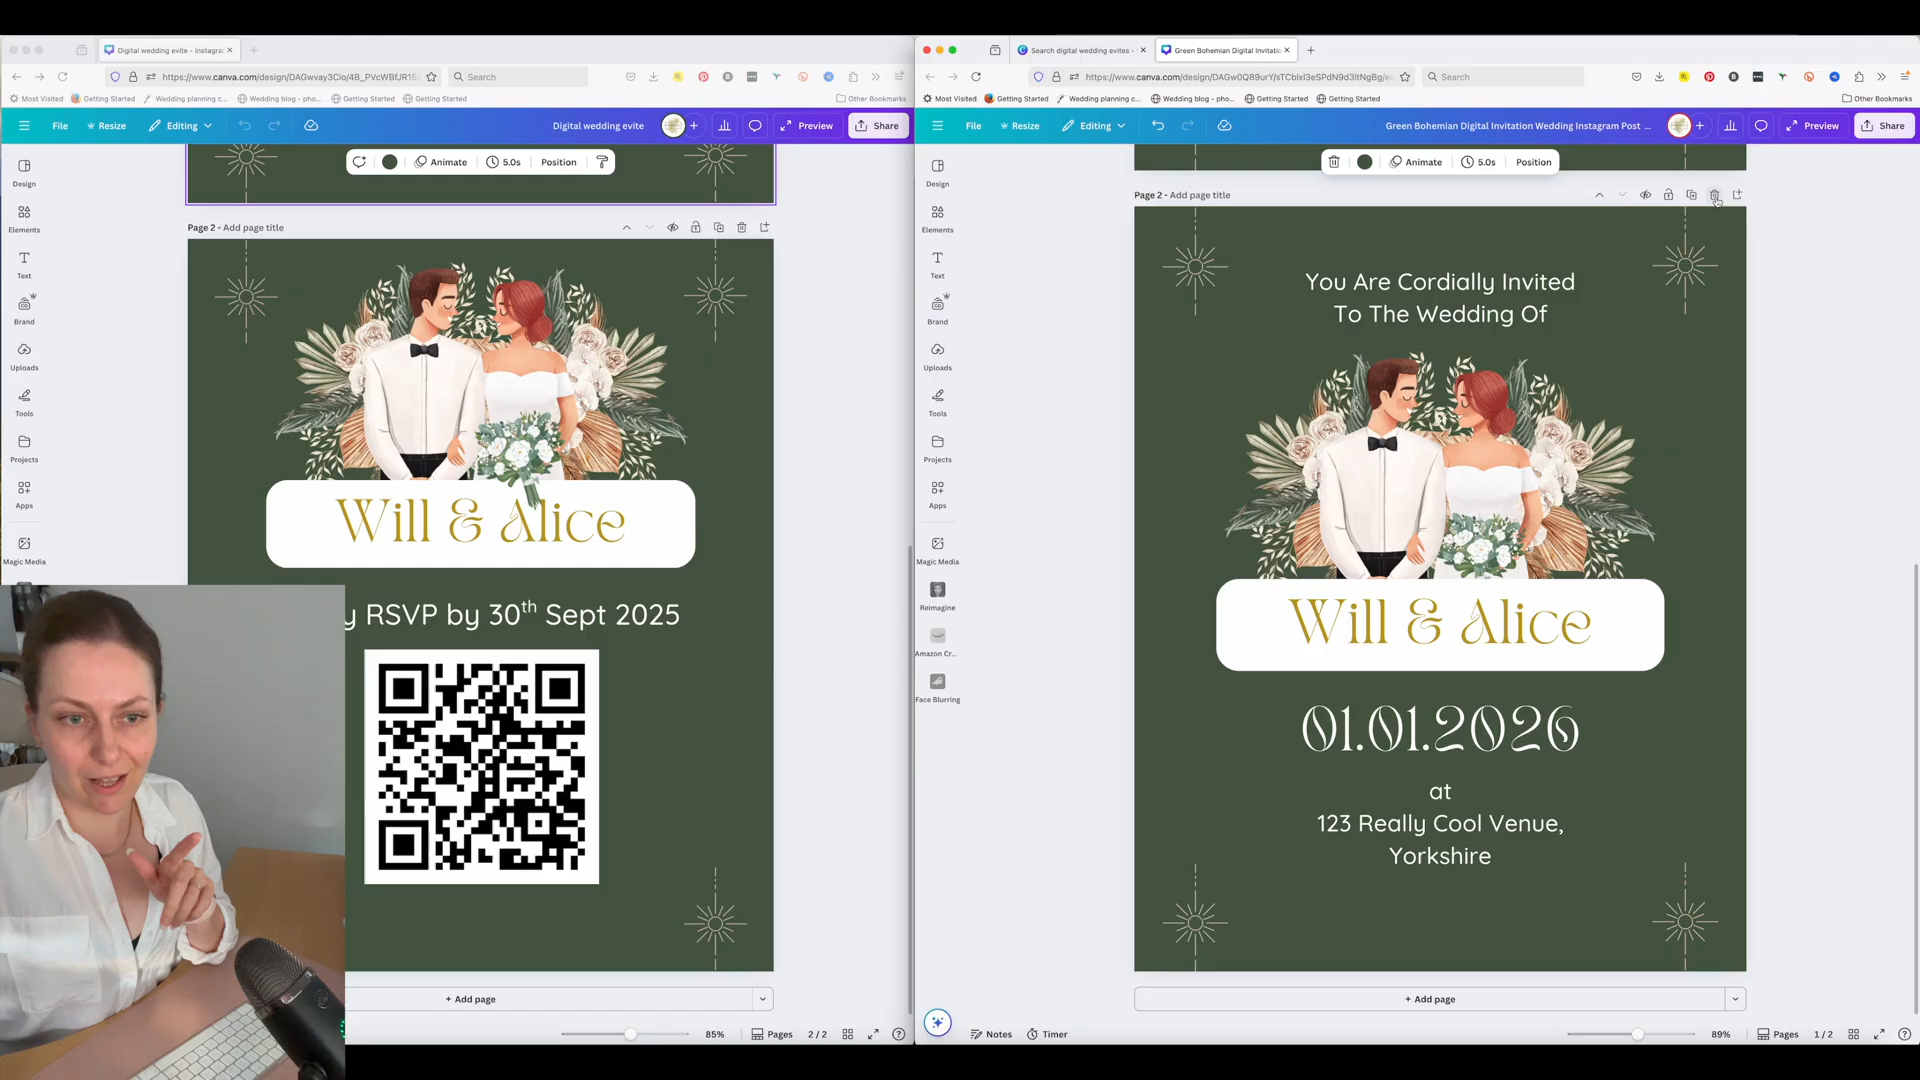 Digital wedding evite – Instagra
https://www.canva.com/design/DAGwvay3Cio/4B_PVcWBfJR15
Search
Most Visited
Getting Started
Wedding planning c...
Wedding blog - pho...
Getting Started
Getting Started
Other Bookmarks
File
Resize
Editing
Digital wedding evite
Preview
Share
Animate
5.0s
Position
Design
Elements
Text
Brand
Uploads
Tools
Projects
Apps
Magic Media
Page 2 - Add page title
Will & Alice
y RSVP by 30th Sept 2025
+ Add page
85%
Pages
2 / 2
Search digital wedding evites -
Green Bohemian Digital Invitatio
Search
Most Visited
Getting Started
Wedding planning c...
Wedding blog - pho...
Getting Started
Getting Started
Other Bookmarks
File
Resize
Editing
Green Bohemian Digital Invitation Wedding Instagram Post ...
Preview
Share
Animate
5.0s
Position
Design
Elements
Text
Brand
Uploads
Tools
Projects
Apps
Magic Media
Reimagine
Amazon Cr...
Face Blurring
Page 2 - Add page title
You Are Cordially Invited
To The Wedding Of
Will & Alice
01.01.2026
at
123 Really Cool Venue,
Yorkshire
+ Add page
Notes
Timer
89%
Pages
1 / 2